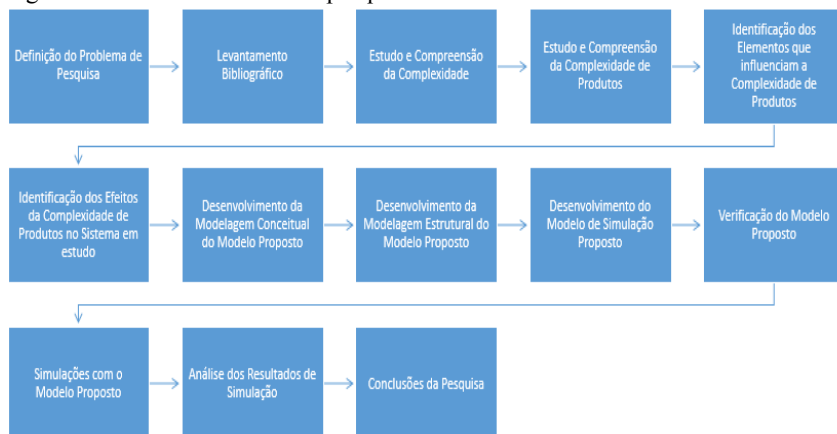 Definição do Problema de
Pesquisa
Levantamento
Bibliográfico
Estudo e Compreensão
da Complexidade
Estudo e Compreensão
da Complexidade de
Produtos
Identificação dos
Elementos que
influenciam a
Complexidade de
Produtos
Identificação dos Efeitos
da Complexidade de
Produtos no Sistema em
estudo
Desenvolvimento da
Modelagem Conceitual
do Modelo Proposto
Desenvolvimento da
Modelagem Estrutural do
Modelo Proposto
Desenvolvimento do
Modelo de Simulação
Proposto
Verificação do Modelo
Proposto
Simulações com o
Modelo Proposto
Análise dos Resultados de
Simulação
Conclusões da Pesquisa